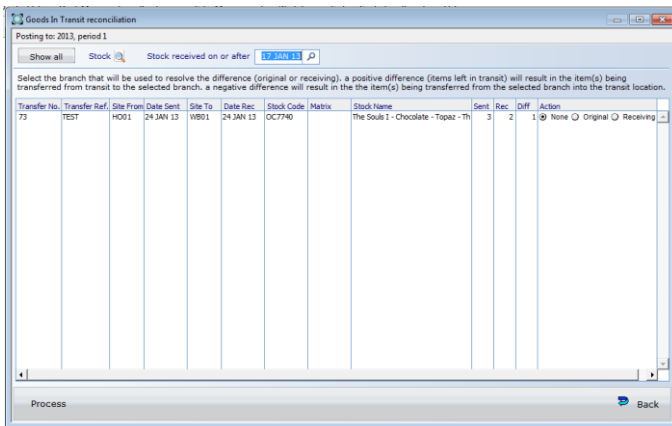 Goods In Transit reconciliation
Posting to: 2013, period 1
Show all Stock Stock received on or after 17 JAN 13
Select the branch that will be used to resolve the difference (original or receiving). a positive difference (items left in transit) will result in the item(s) being
transferred from transit to the selected branch. a negative difference will result in the the item(s) being transferred from the selected branch into the transit location.
Transfer No. Transfer Ref. Site From Date Sent Site To Date Rec Stock Code Matrix Stock Name Sent Rec Diff Action
73 TEST HO01 24 JAN 13 WB01 24 JAN 13 OC7740 The Souls I - Chocolate - Topaz - Th 3 2 1 None Original Receiving
Process Back